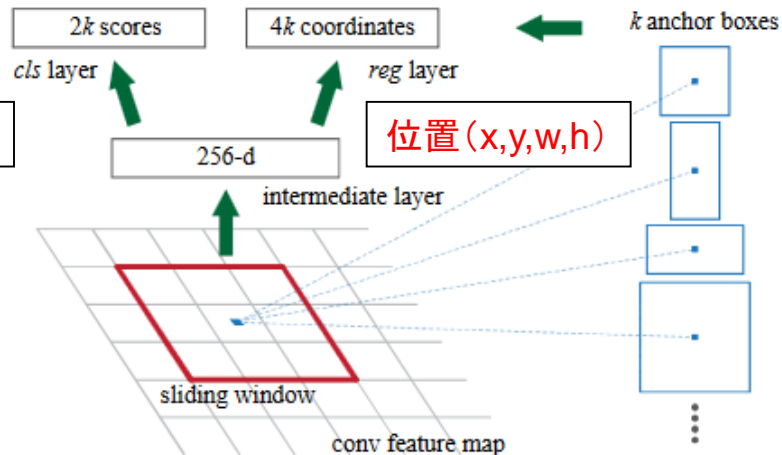 2k scores
4k coordinates
k anchor boxes
cls layer
reg layer
256-d
位置(x,y,w,h)
intermediate layer
sliding window
conv feature map